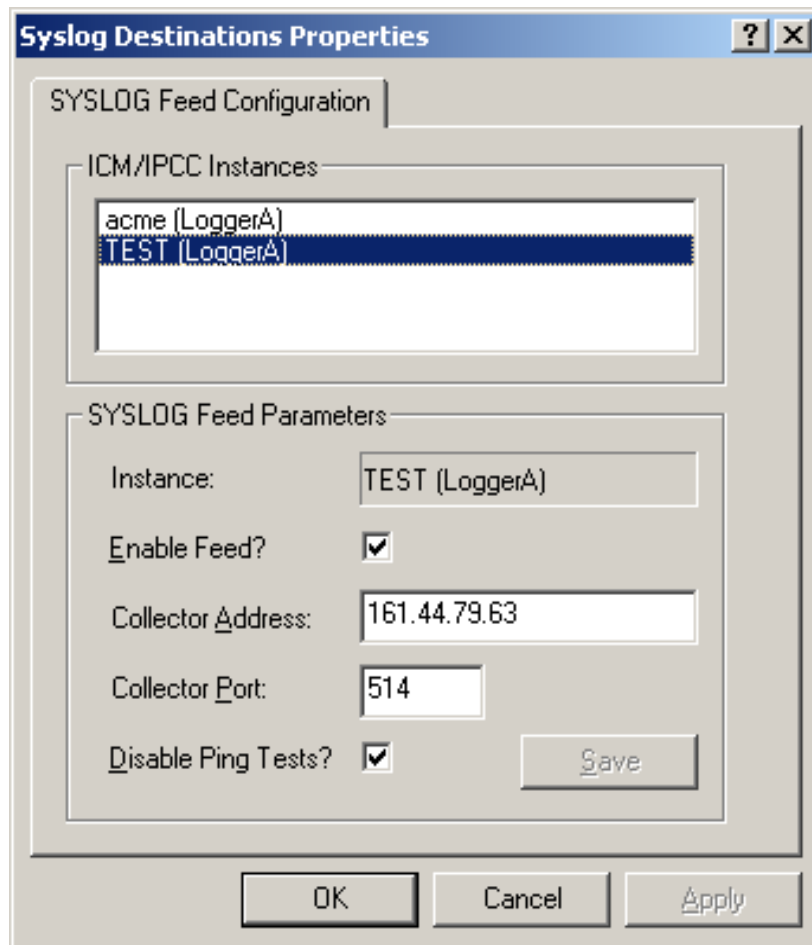 Syslog Destinations Properties
SYSLOG Feed Configuration
ICM/IPCC Instances
acme (LoggerA)
TEST (LoggerA)
SYSLOG Feed Parameters
Instance: TEST (LoggerA)
Enable Feed?
Collector Address: 161.44.79.63
Collector Port: 514
Disable Ping Tests? Save
OK Cancel Apply